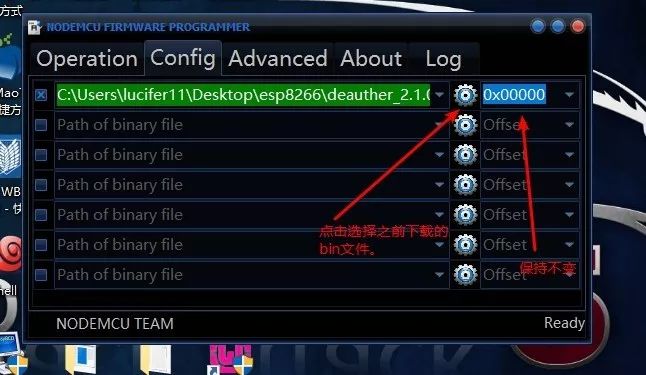 方式
NODEMCU FIRMWARE PROGRAMMER
Operation Config Advanced About Log
C:\Users\lucifer11\Desktop\esp8266\deauther_2.1.0 0x00000
Path of binary file Offset
Path of binary file Offset
Path of binary file Offset
Path of binary file Offset
Path of binary file Offset
Path of binary file Offset
点击选择之前下载的
bin文件。
保持不变
NODEMCU TEAM Ready
MaoT
捷方
WB
- 快
hell